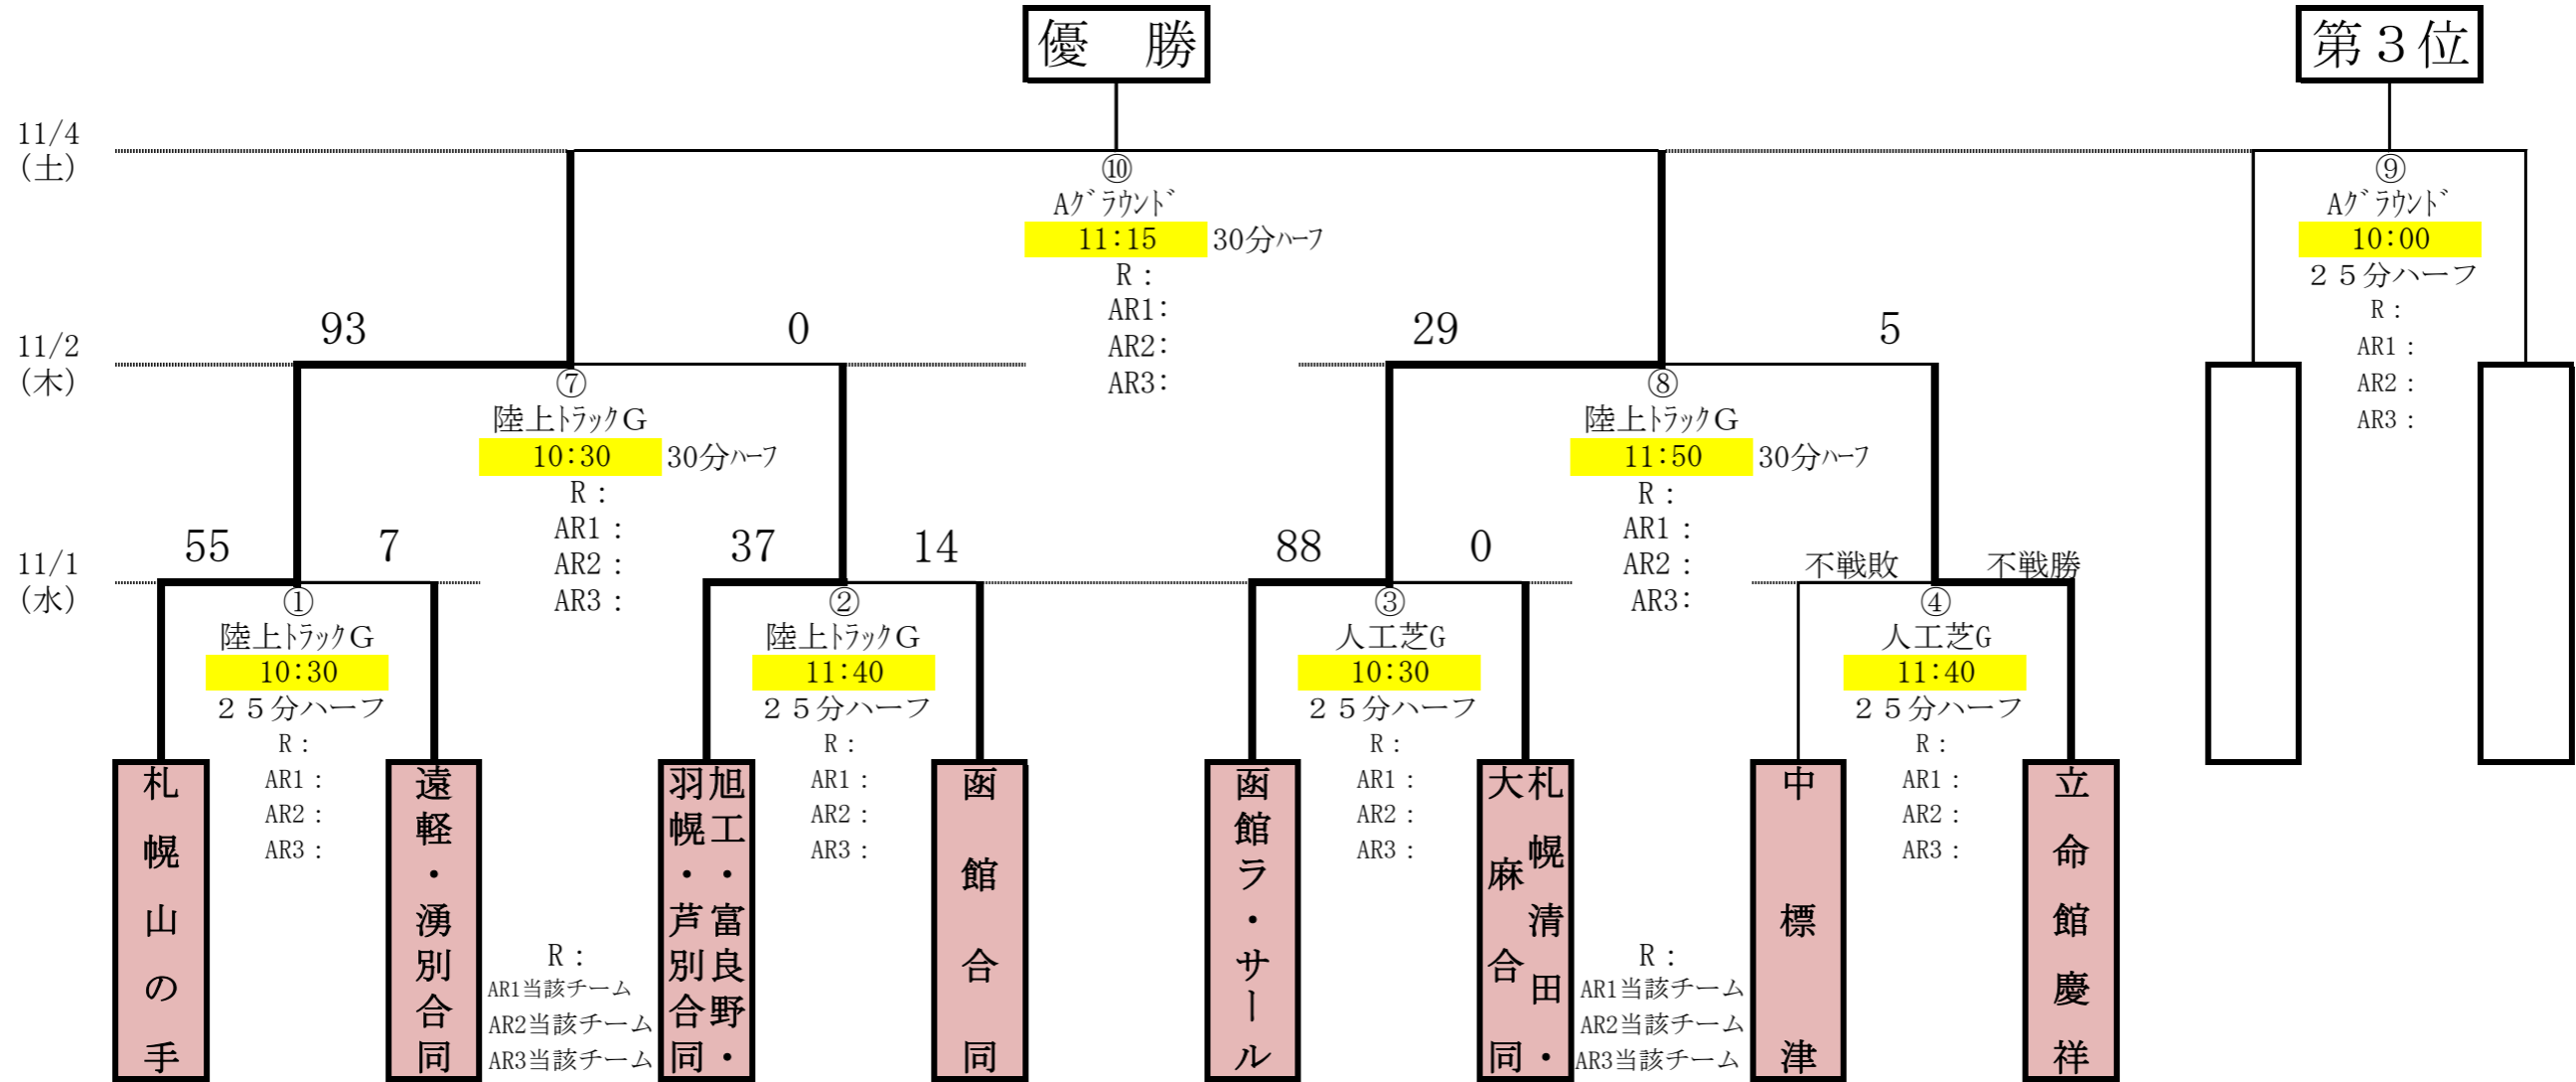 優　勝
第３位
11/4
(土)
⑩
Aｸﾞﾗｳﾝﾄﾞ
11:15 30分ﾊｰﾌ
R：
AR1：
AR2：
AR3：
⑨
Aｸﾞﾗｳﾝﾄﾞ
10:00
２５分ハーフ
R：
AR1：
AR2：
AR3：
11/2
(木)
93
0
⑦
陸上ﾄﾗｯｸG
10:30 30分ﾊｰﾌ
R：
AR1：
AR2：
AR3：
29
5
⑧
陸上ﾄﾗｯｸG
11:50 30分ﾊｰﾌ
R：
AR1：
AR2：
AR3：
11/1
(水)
55
7
①
陸上ﾄﾗｯｸG
10:30
２５分ハーフ
R：
AR1：
AR2：
AR3：
37
14
②
陸上ﾄﾗｯｸG
11:40
２５分ハーフ
R：
AR1：
AR2：
AR3：
88
0
③
人工芝G
10:30
２５分ハーフ
R：
AR1：
AR2：
AR3：
不戦敗
不戦勝
④
人工芝G
11:40
２５分ハーフ
R：
AR1：
AR2：
AR3：
札幌山の手
遠軽・湧別合同
R：
AR1当該チーム
AR2当該チーム
AR3当該チーム
旭工・富良野・
羽幌・芦別合同
函館合同
函館ラ・サール
札幌清田・
大麻合同
R：
AR1当該チーム
AR2当該チーム
AR3当該チーム
中標津
立命館慶祥